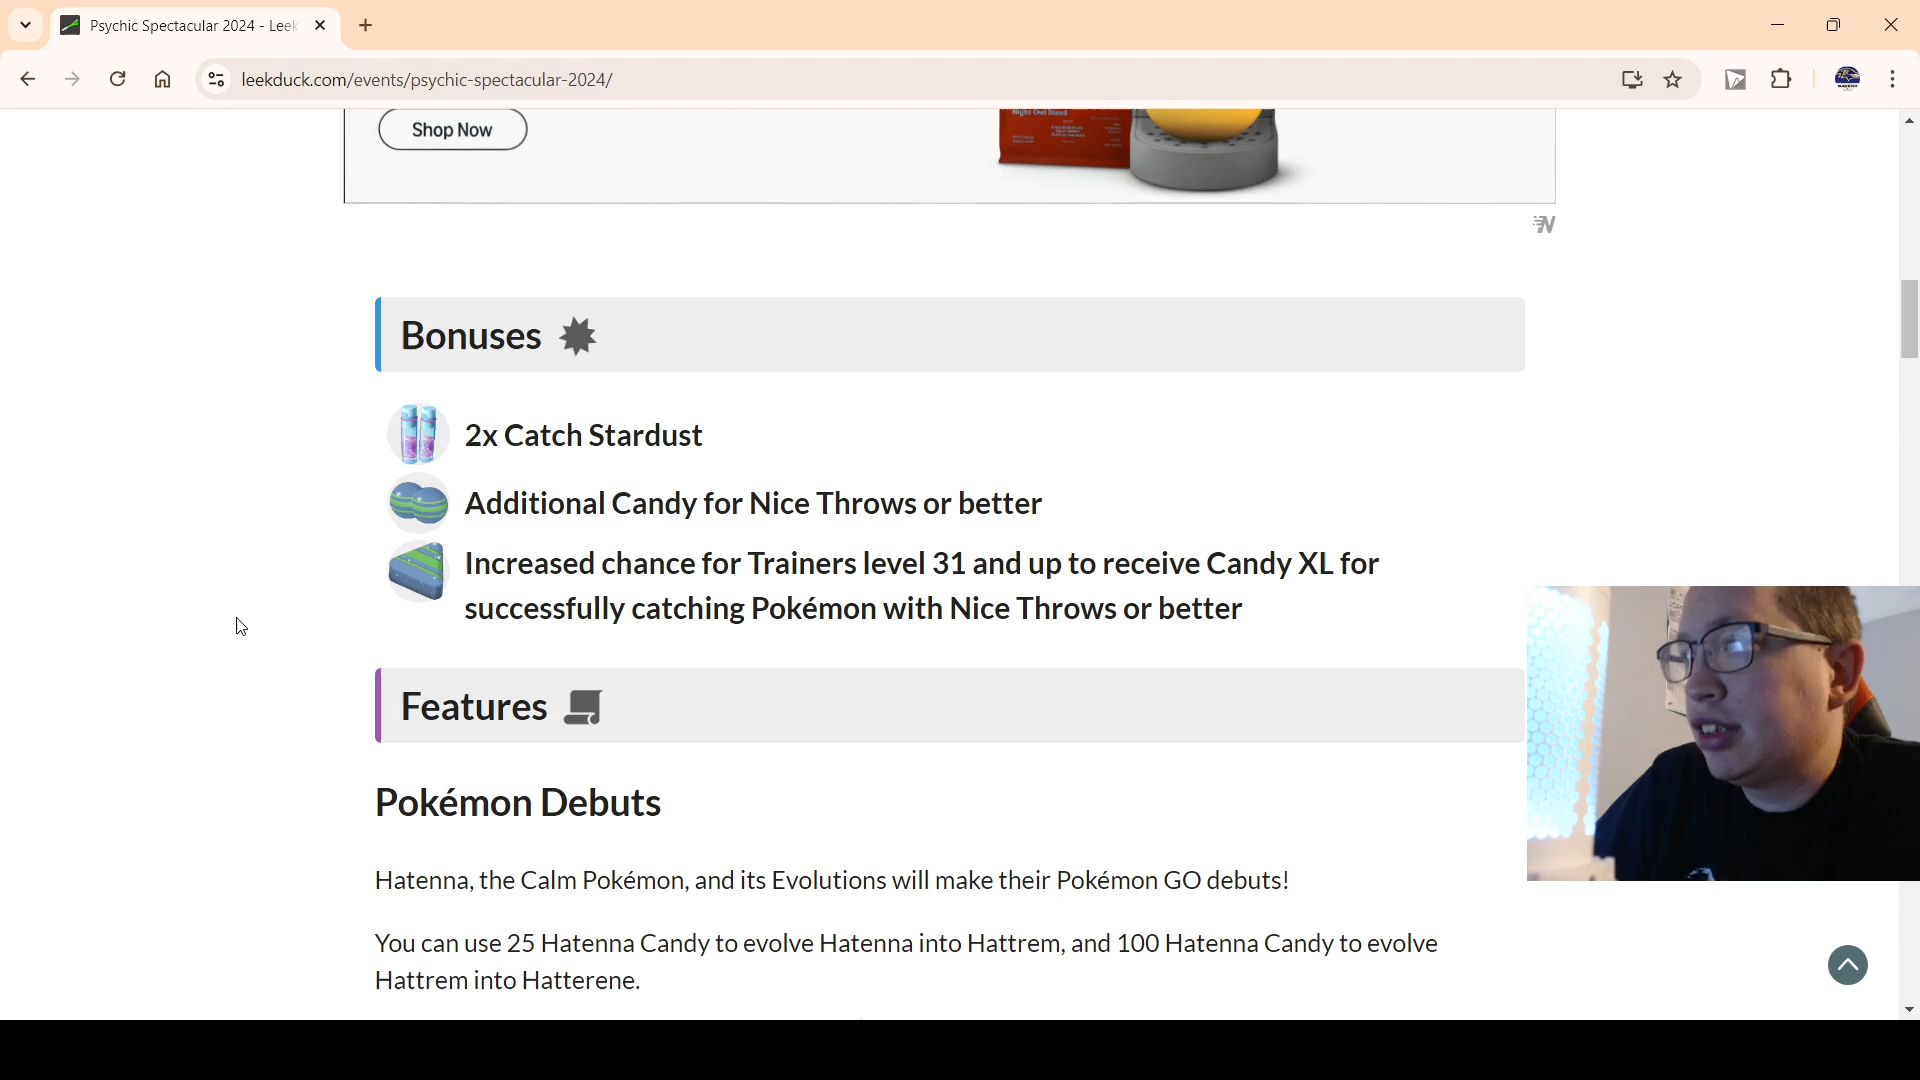 Psychic Spectacular 2024 - Leek
leekduck.com/events/psychic-spectacular-2024/
Shop Now
Night Owl Blend
Bonuses
2x Catch Stardust
Additional Candy for Nice Throws or better
Increased chance for Trainers level 31 and up to receive Candy XL for
successfully catching Pokémon with Nice Throws or better
Features
Pokémon Debuts
Hatenna, the Calm Pokémon, and its Evolutions will make their Pokémon GO debuts!
You can use 25 Hatenna Candy to evolve Hatenna into Hattrem, and 100 Hatenna Candy to evolve
Hattrem into Hatterene.